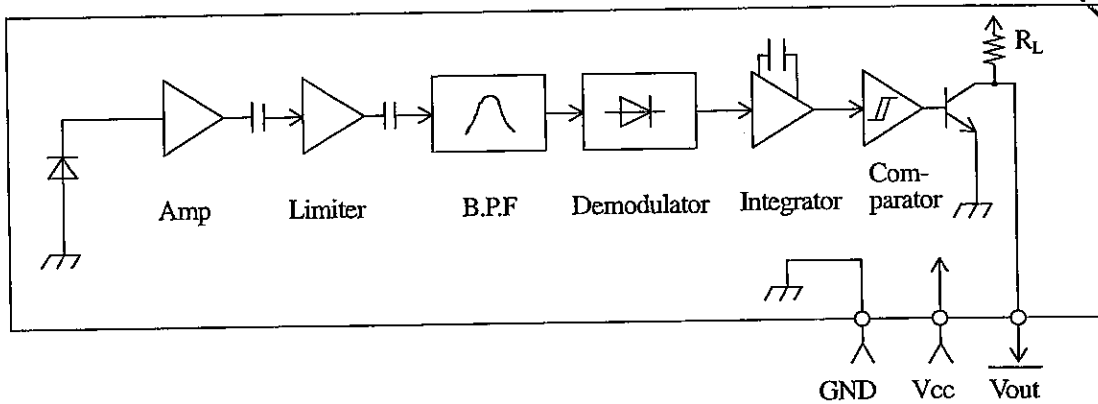 R_L
Amp
Limiter
B.P.F
Demodulator
Integrator
Com-
parator
GND
Vcc
Vout